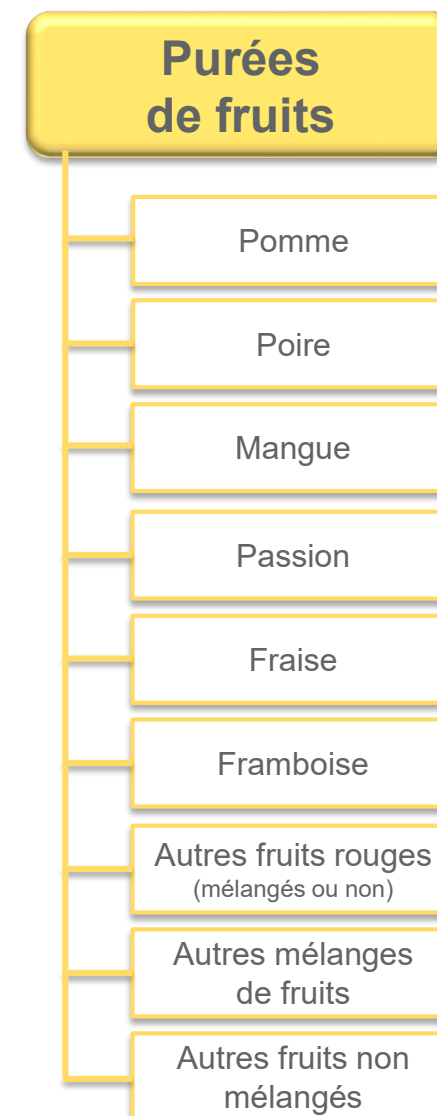 Purées
de fruits
Pomme
Poire
Mangue
Passion
Fraise
Framboise
Autres fruits rouges
(mélangés ou non)
Autres mélanges
de fruits
Autres fruits non
mélangés